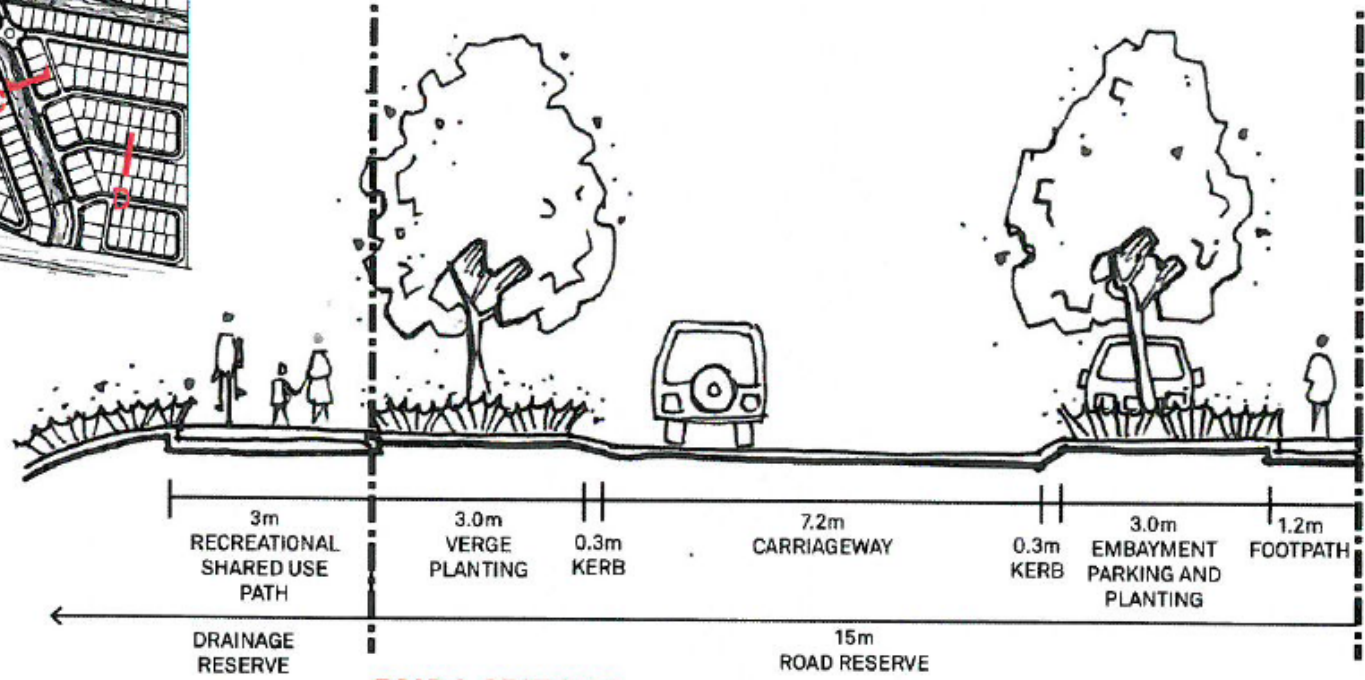 D
3m
RECREATIONAL
SHARED USE
PATH
3.0m
VERGE
PLANTING
0.3m
KERB
7.2m
CARRIAGEWAY
0.3m
KERB
3.0m
EMBAYMENT
PARKING AND
PLANTING
1.2m
FOOTPATH
DRAINAGE
RESERVE
15m
ROAD RESERVE